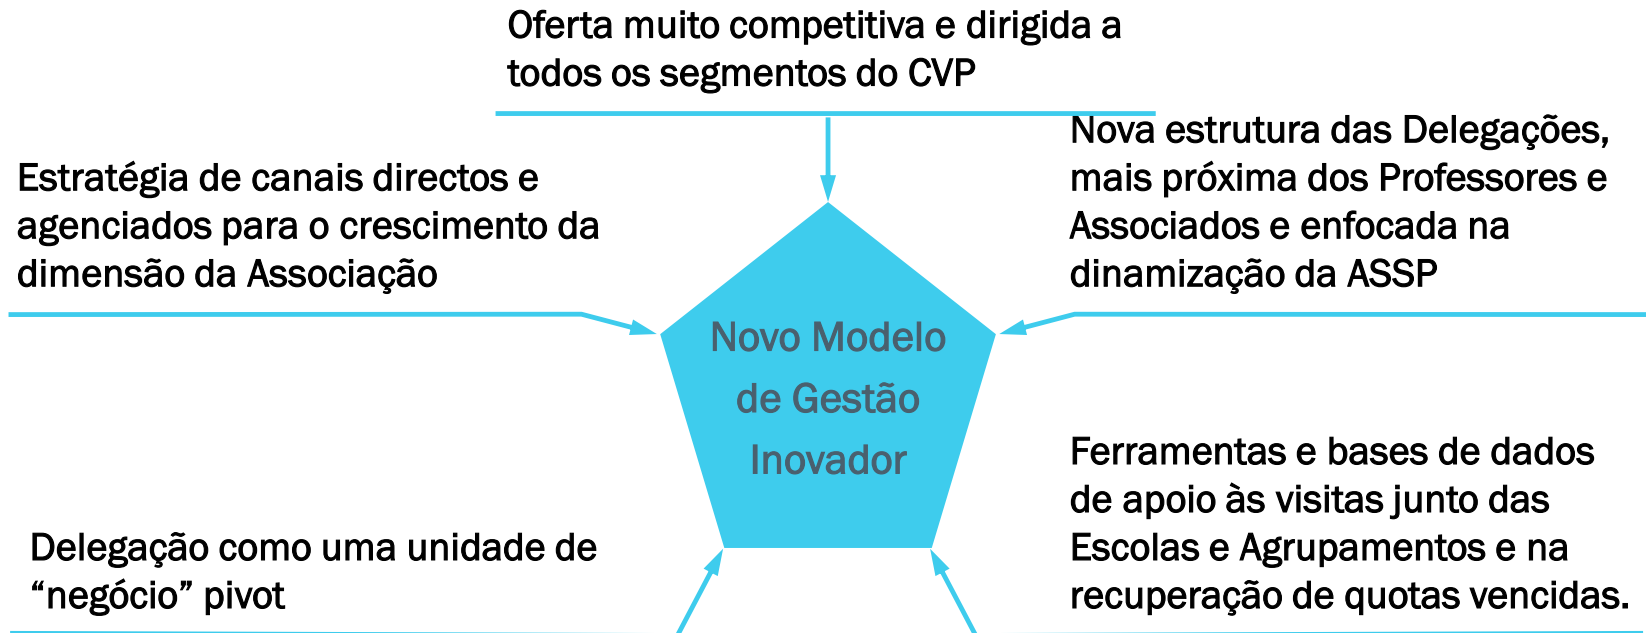 Oferta muito competitiva e dirigida a
todos os segmentos do CVP
Estratégia de canais directos e
agenciados para o crescimento da
dimensão da Associação
Nova estrutura das Delegações,
mais próxima dos Professores e
Associados e enfocada na
dinamização da ASSP
Novo Modelo
de Gestão
Inovador
Delegação como uma unidade de
“negócio” pivot
Ferramentas e bases de dados
de apoio às visitas junto das
Escolas e Agrupamentos e na
recuperação de quotas vencidas.